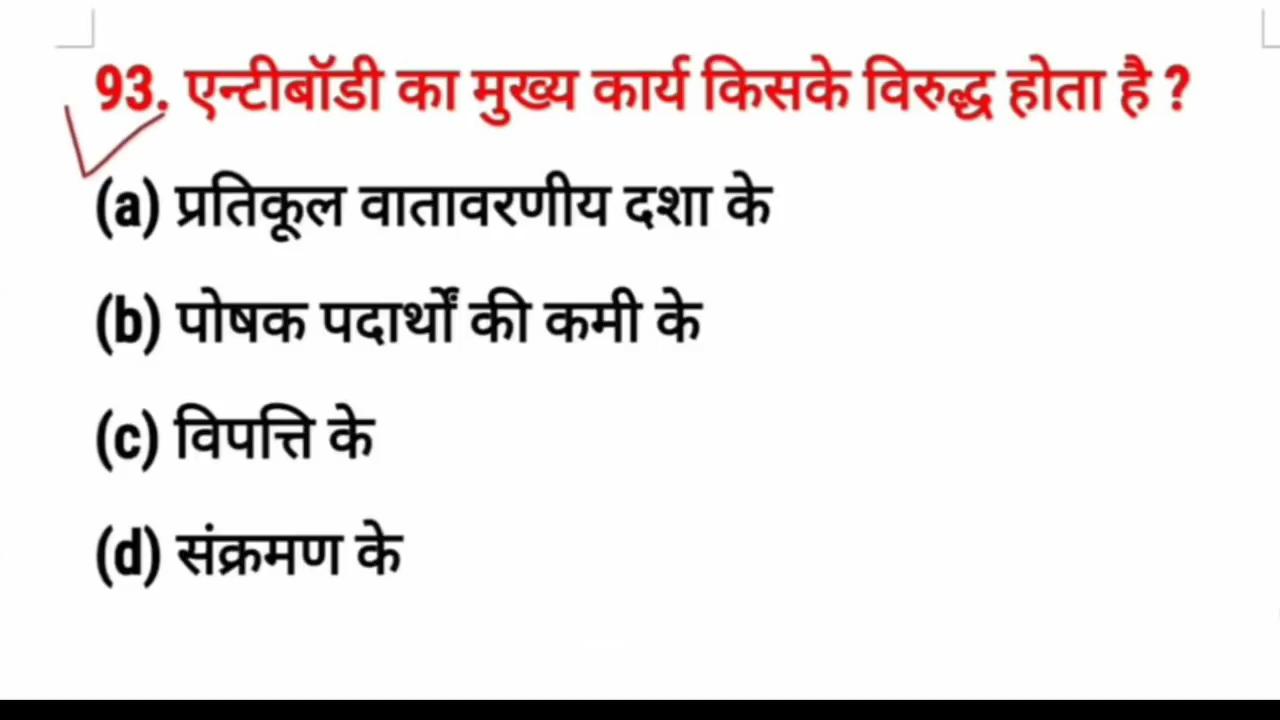 93. एन्टीबॉडी का मुख्य कार्य किसके विरुद्ध होता है ?
(a) प्रतिकूल वातावरणीय दशा के
(b) पोषक पदार्थों की कमी के
(c) विपत्ति के
(d) संक्रमण के